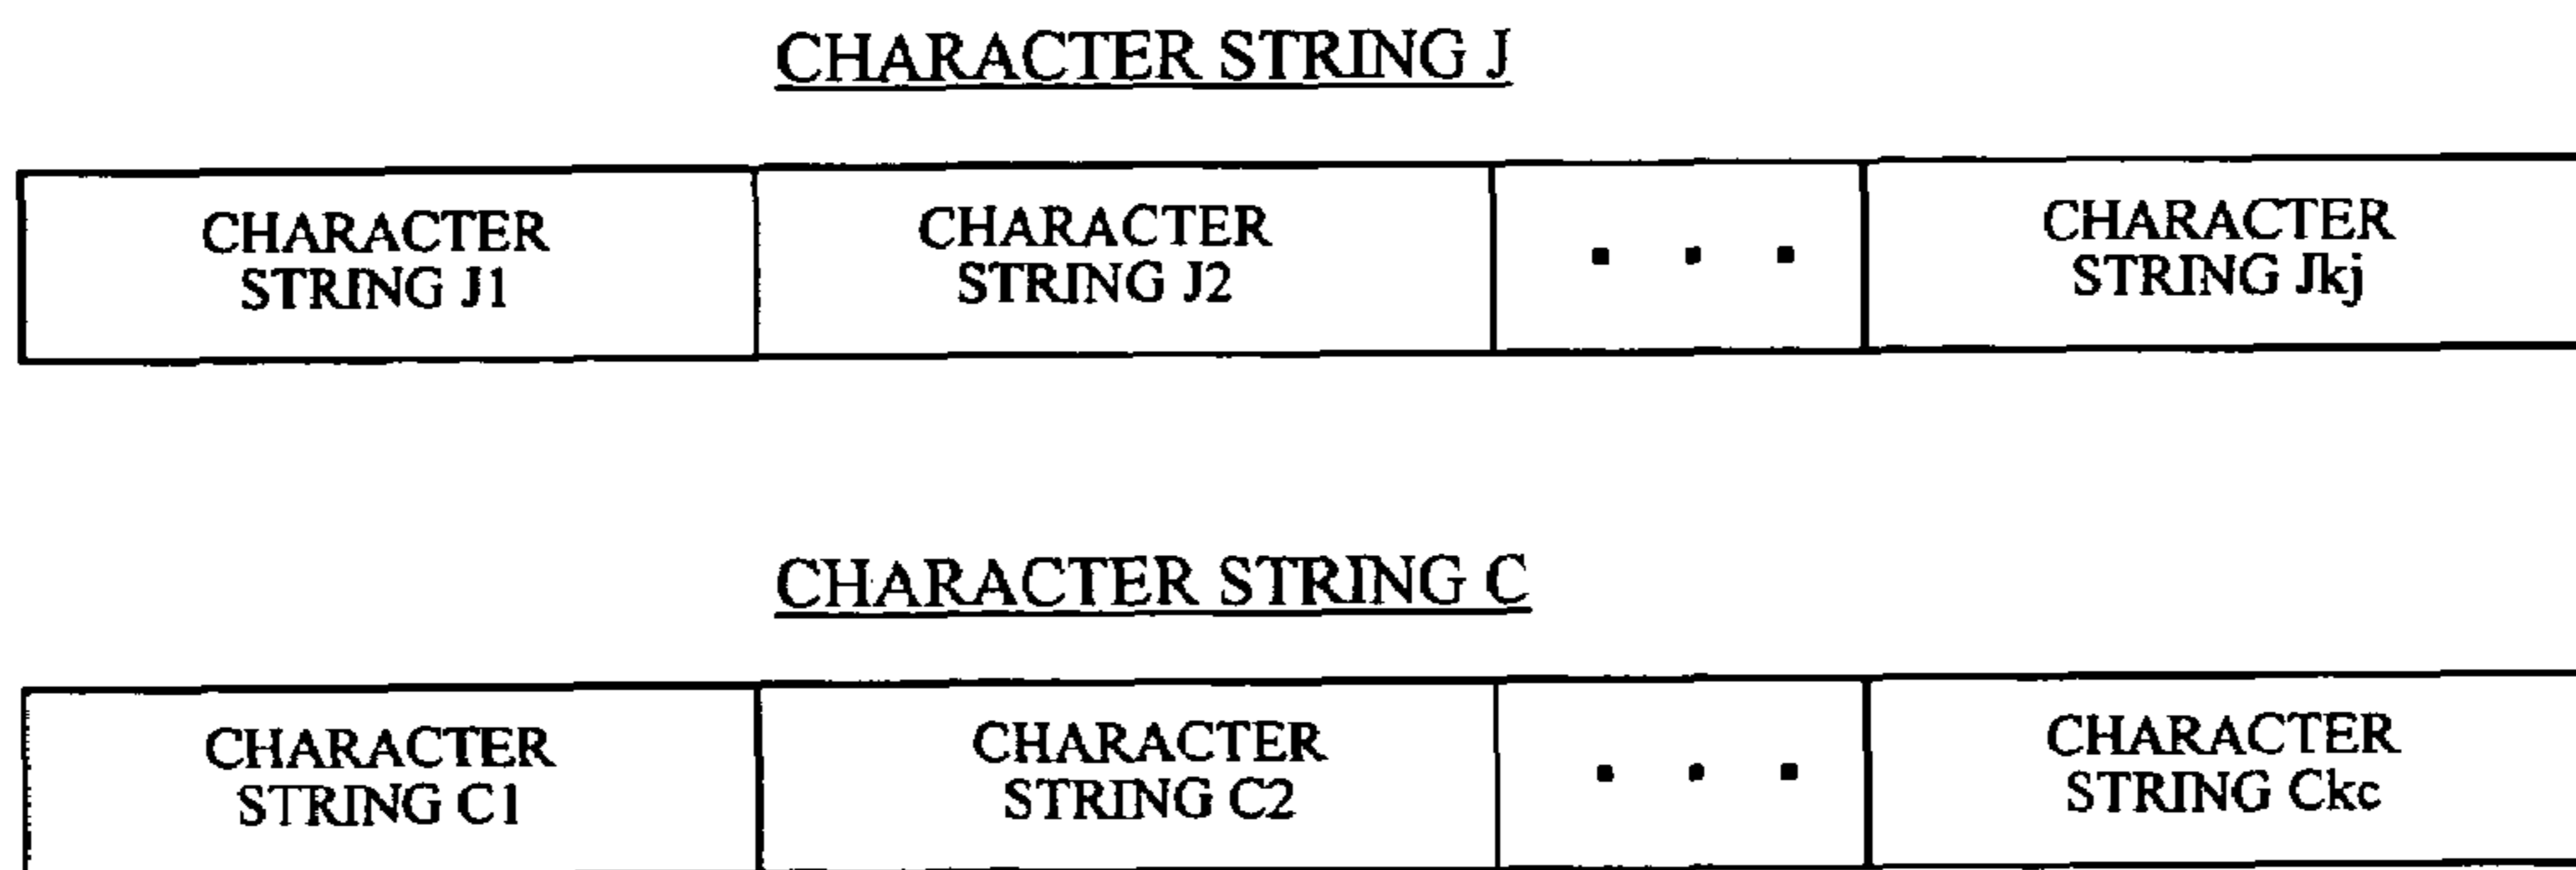 CHARACTER STRING J
CHARACTER
STRING J1
CHARACTER
STRING J2
. . .
CHARACTER
STRING Jkj
CHARACTER STRING C
CHARACTER
STRING C1
CHARACTER
STRING C2
. . .
CHARACTER
STRING Ckc